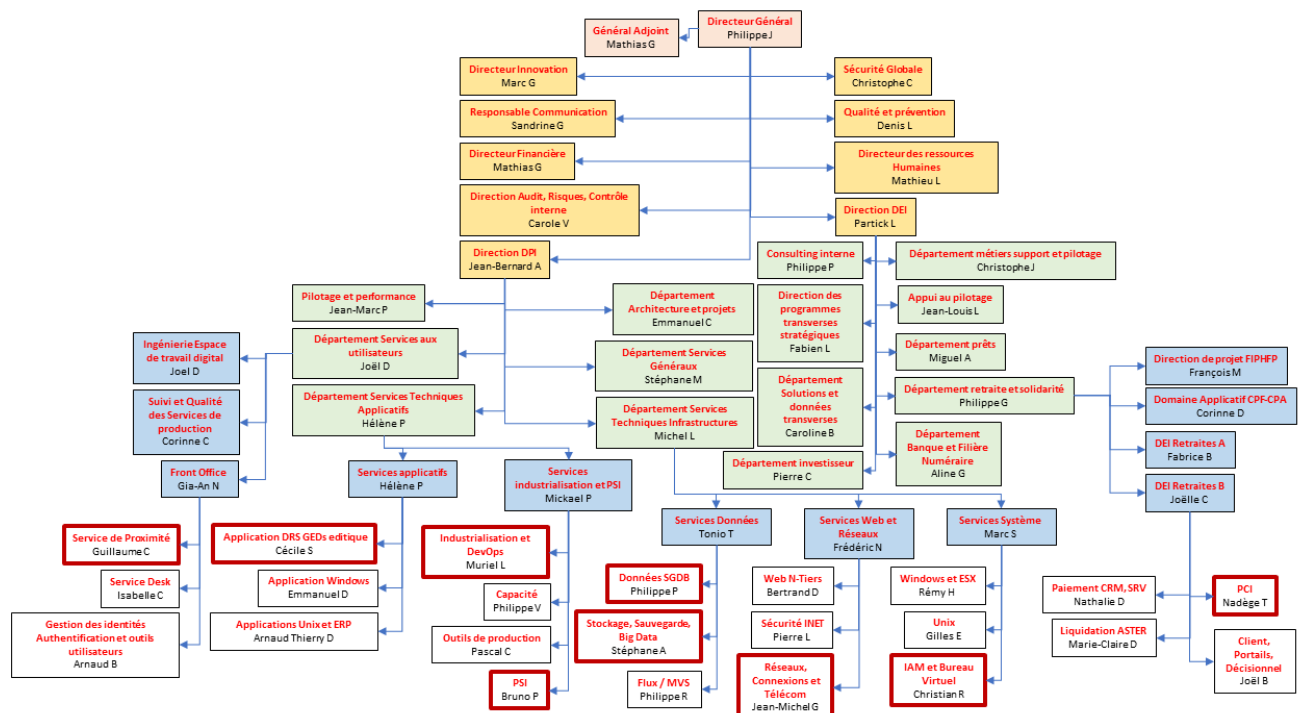 Directeur Général
Philippe J
Général Adjoint
Mathias G
Directeur Innovation
Marc G
Sécurité Globale
Christophe C
Responsable Communication
Sandrine G
Qualité et prévention
Denis L
Directeur Financière
Mathias G
Directeur des ressources
Humaines
Mathieu L
Direction Audit, Risques, Contrôle
interne
Carole V
Direction DEI
Partick L
Direction DPI
Jean-Bernard A
Consulting interne
Philippe P
Département métiers support et pilotage
Christophe J
Pilotage et performance
Jean-Marc P
Département
Architecture et projets
Emmanuel C
Direction des
programmes
transverses
stratégiques
Fabien L
Appui au pilotage
Jean-Louis L
Ingénierie Espace
de travail digital
Joel D
Département Services aux
utilisateurs
Joël D
Département Services
Généraux
Stéphane M
Département prêts
Miguel A
Direction de projet FIPHFP
François M
Suivi et Qualité
des Services de
production
Corinne C
Département Services Techniques
Applicatifs
Hélène P
Département Services
Techniques Infrastructures
Michel L
Département
Solutions et
données
transverses
Caroline B
Département retraite et solidarité
Philippe G
Domaine Applicatif CPF-CPA
Corinne D
Département
Banque et Filière
Numéraire
Aline G
DEI Retraites A
Fabrice B
Front Office
Gia-An N
Services applicatifs
Hélène P
Services
industrialisation et PSI
Mickael P
Département investisseur
Pierre C
DEI Retraites B
Joëlle C
Services Données
Tonio T
Services Web et
Réseaux
Frédéric N
Services Système
Marc S
Service de Proximité
Guillaume C
Application DRS GEDs editique
Cécile S
Industrialisation et
DevOps
Muriel L
Données SGDB
Philippe P
Web N-Tiers
Bertrand D
Windows et ESX
Rémy H
Paiement CRM, SRV
Nathalie D
PCI
Nadège T
Service Desk
Isabelle C
Application Windows
Emmanuel D
Capacité
Philippe V
Stockage, Sauvegarde,
Big Data
Stéphane A
Sécurité INET
Pierre L
Unix
Gilles E
Liquidation ASTER
Marie-Claire D
Client,
Portails,
Décisionnel
Joël B
Gestion des identités
Authentification et outils
utilisateurs
Arnaud B
Applications Unix et ERP
Arnaud Thierry D
Outils de production
Pascal C
Flux / MVS
Philippe R
Réseaux,
Connexions et
Télécom
Jean-Michel G
IAM et Bureau
Virtuel
Christian R
PSI
Bruno P